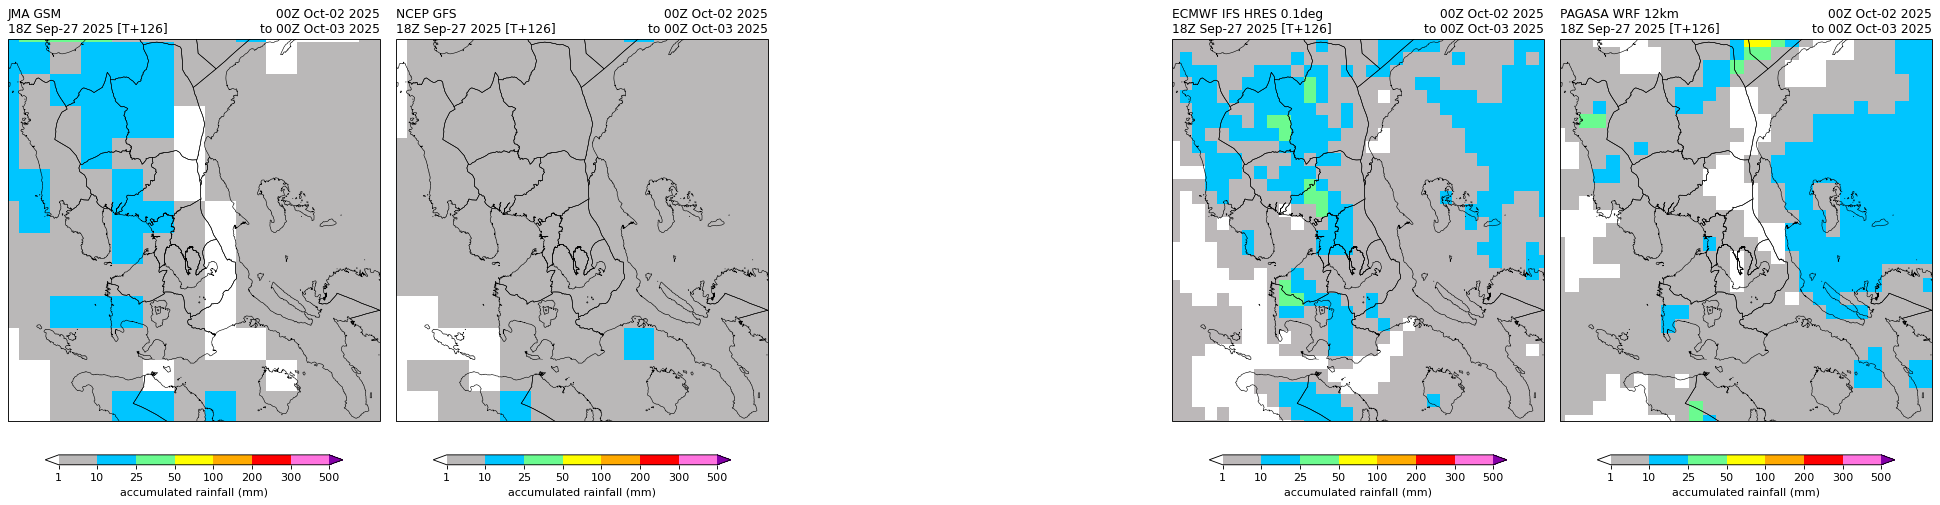 JMA GSM 00Z Oct-02 2025
18Z Sep-27 2025 [T+126] to 00Z Oct-03 2025
1 10 25 50 100 200 300 500
accumulated rainfall (mm)
NCEP GFS 00Z Oct-02 2025
18Z Sep-27 2025 [T+126] to 00Z Oct-03 2025
1 10 25 50 100 200 300 500
accumulated rainfall (mm)
ECMWF IFS HRES 0.1deg 00Z Oct-02 2025
18Z Sep-27 2025 [T+126] to 00Z Oct-03 2025
1 10 25 50 100 200 300 500
accumulated rainfall (mm)
PAGASA WRF 12km 00Z Oct-02 2025
18Z Sep-27 2025 [T+126] to 00Z Oct-03 2025
1 10 25 50 100 200 300 500
accumulated rainfall (mm)